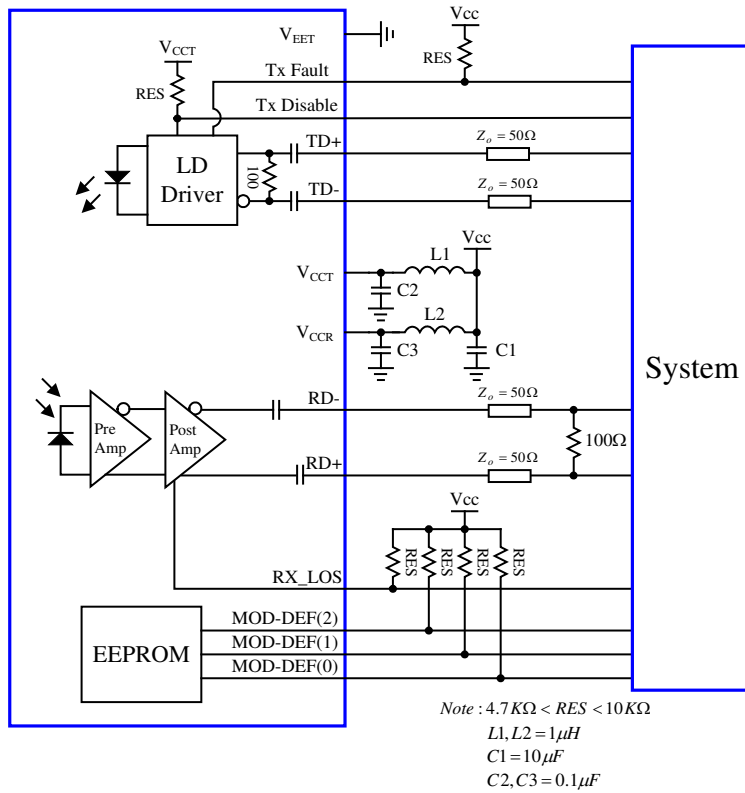 V_EET
Vcc
V_CCT
RES
RES
Tx Fault
Tx Disable
LD
Driver
100
TD+
Z_o = 50Ω
TD-
Z_o = 50Ω
Vcc
V_CCT
L1
C2
V_CCR
L2
C3
C1
System
Pre
Amp
Post
Amp
RD-
Z_o = 50Ω
100Ω
RD+
Z_o = 50Ω
Vcc
RES
RES
RES
RES
RX_LOS
EEPROM
MOD-DEF(2)
MOD-DEF(1)
MOD-DEF(0)
Note : 4.7KΩ < RES < 10KΩ
L1, L2 = 1μH
C1 = 10μF
C2, C3 = 0.1μF